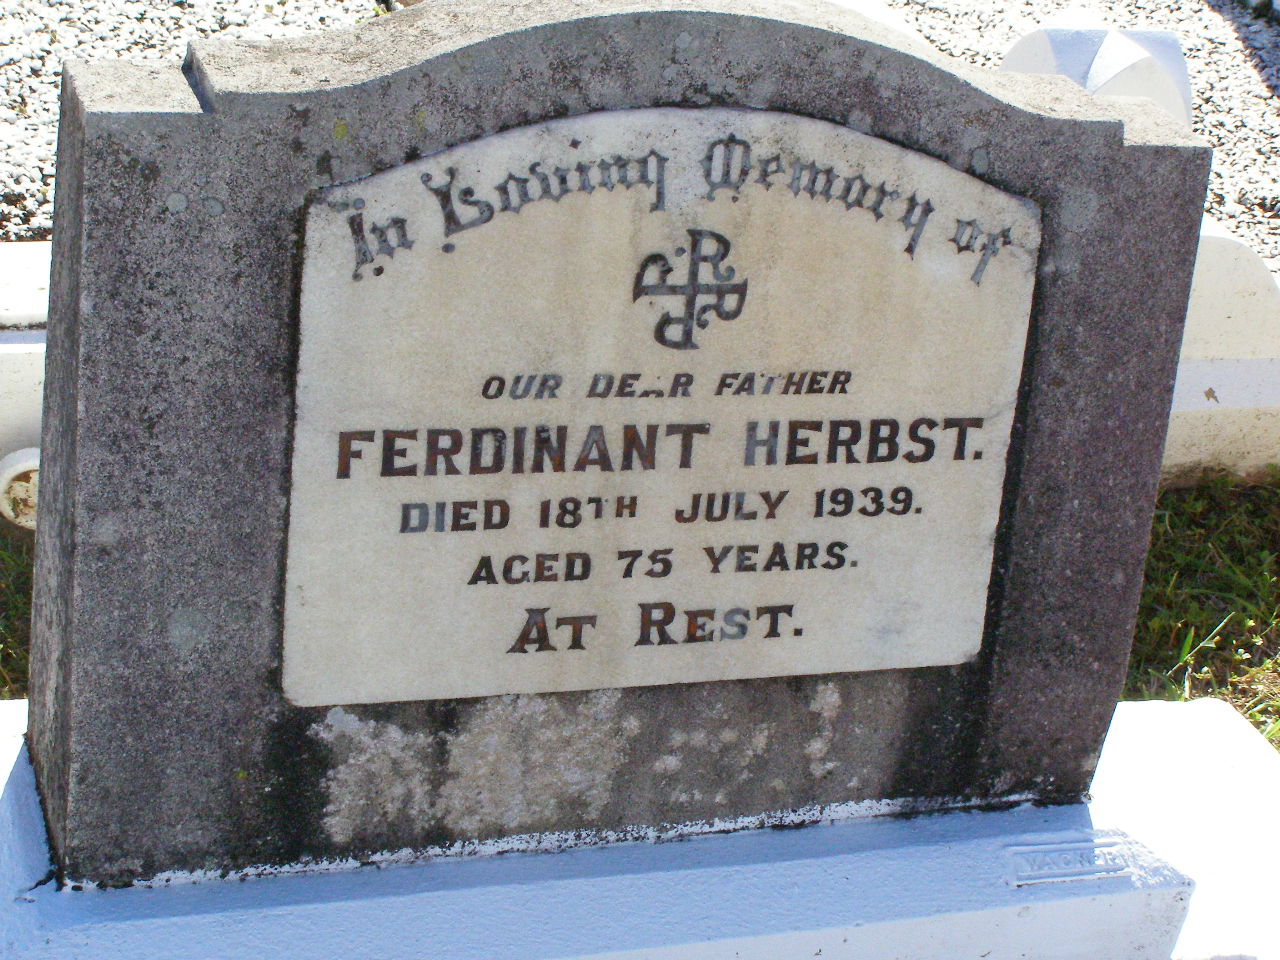 In Loving Memory of
OUR DEAR FATHER
FERDINANT HERBST.
DIED 18TH JULY 1939.
AGED 75 YEARS.
AT REST.